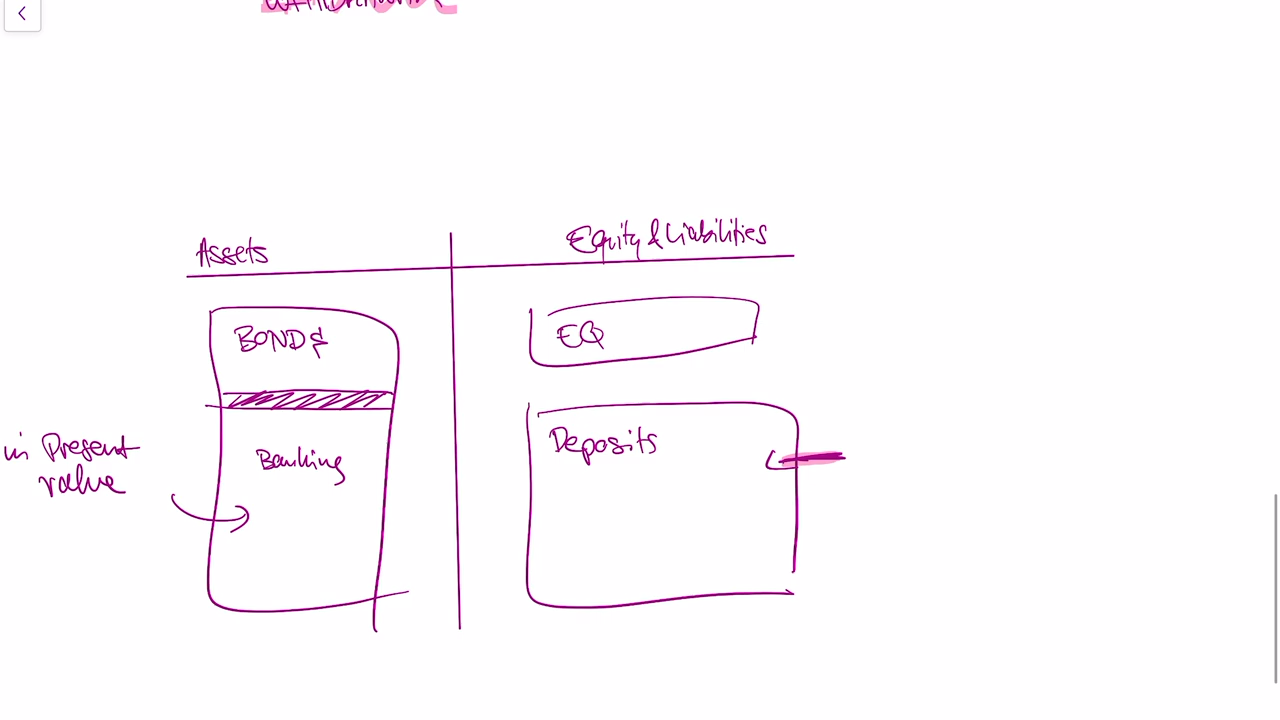 Assets
Equity & Liabilities
BONDS
EQ
Deposits
Banking
in Present
value